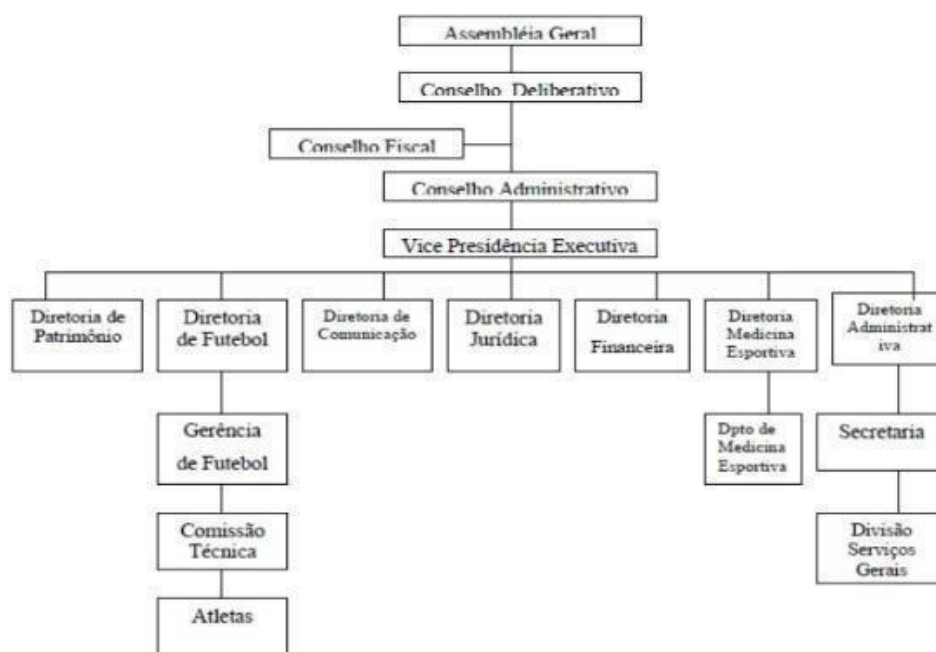 Assembléia Geral
Conselho Deliberativo
Conselho Fiscal
Conselho Administrativo
Vice Presidência Executiva
Diretoria de
Patrimônio
Diretoria
de Futebol
Diretoria de
Comunicação
Diretoria
Jurídica
Diretoria
Financeira
Diretoria
Medicina
Esportiva
Diretoria
Administrat
iva
Gerência
de Futebol
Dpto de
Medicina
Esportiva
Secretaria
Comissão
Técnica
Divisão
Serviços
Gerais
Atletas